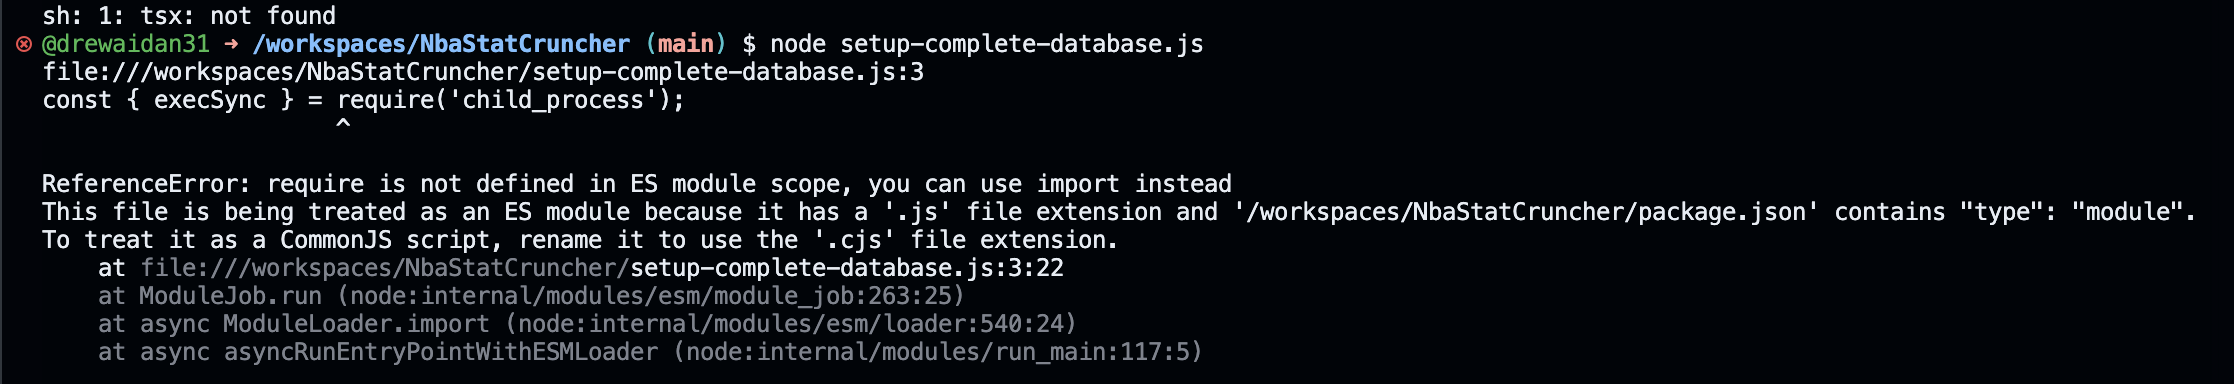 sh: 1: tsx: not found
@drewaidan31 → /workspaces/NbaStatCruncher (main) $ node setup-complete-database.js
file:///workspaces/NbaStatCruncher/setup-complete-database.js:3
const { execSync } = require('child_process');
^
ReferenceError: require is not defined in ES module scope, you can use import instead
This file is being treated as an ES module because it has a '.js' file extension and '/workspaces/NbaStatCruncher/package.json' contains "type": "module".
To treat it as a CommonJS script, rename it to use the '.cjs' file extension.
at file:///workspaces/NbaStatCruncher/setup-complete-database.js:3:22
at ModuleJob.run (node:internal/modules/esm/module_job:263:25)
at async ModuleLoader.import (node:internal/modules/esm/loader:540:24)
at async asyncRunEntryPointWithESMLoader (node:internal/modules/run_main:117:5)